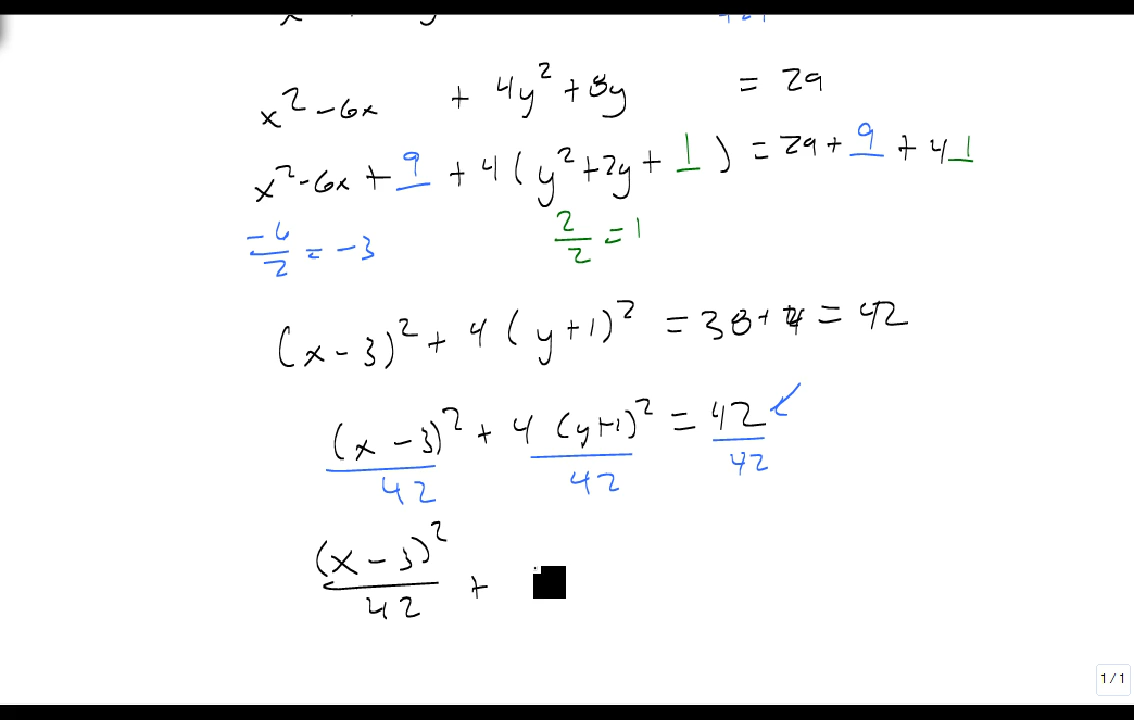 x² - 6x + 4y² + 8y = 29
x² - 6x + 9 + 4(y² + 2y + 1) = 29 + 9 + 4 1
-6/2 = -3 2/2 = 1
(x - 3)² + 4(y + 1)² = 38 + 4 = 42
(x - 3)²/42 + 4(y+1)²/42 = 42/42
(x - 3)²/42 +
1/1